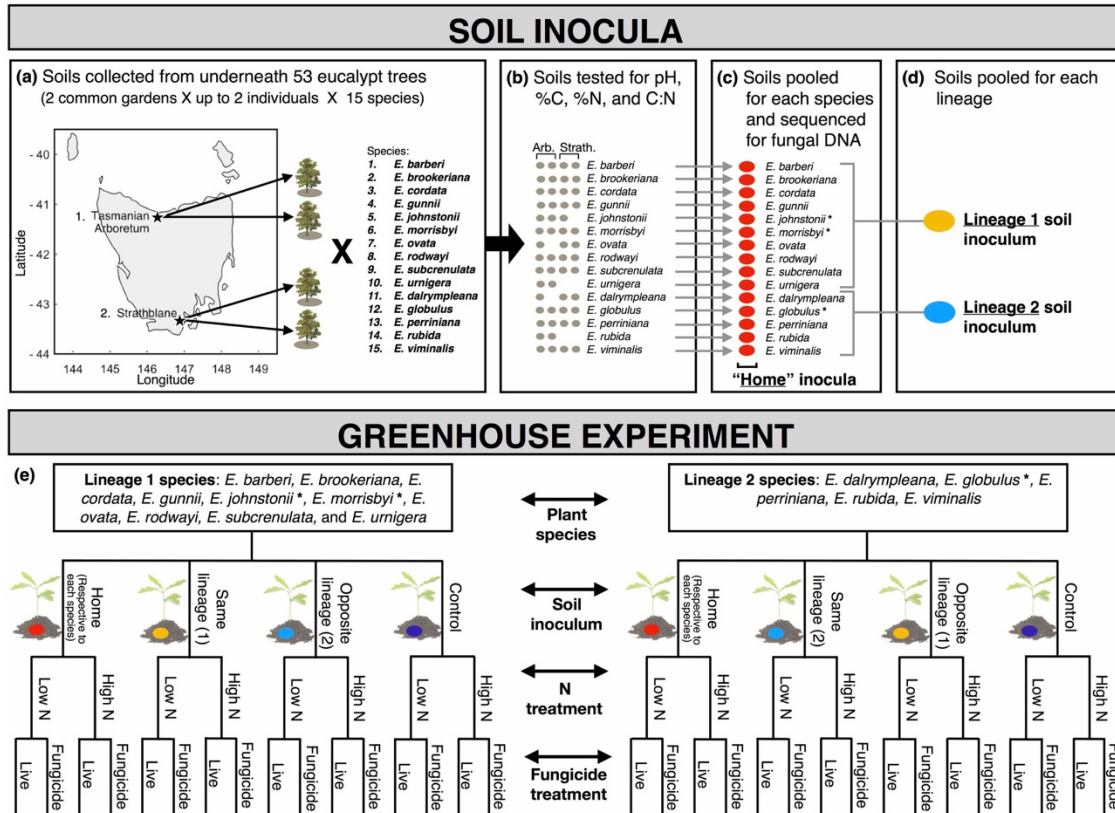 SOIL INOCULA
(a) Soils collected from underneath 53 eucalypt trees
(2 common gardens X up to 2 individuals X 15 species)
- 40
- 41
- 42
- 43
- 44
Latitude
1. Tasmanian
Arboretum
2. Strathblane
144 145 146 147 148 149
Longitude
X
Species:
1. E. barberi
2. E. brookeriana
3. E. cordata
4. E. gunnii
5. E. johnstonii
6. E. morrisbyi
7. E. ovata
8. E. rodwayi
9. E. subcrenulata
10. E. urnigera
11. E. dalrympleana
12. E. globulus
13. E. perriniana
14. E. rubida
15. E. viminalis
(b) Soils tested for pH,
%C, %N, and C:N
Arb. Strath.
E. barberi
E. brookeriana
E. cordata
E. gunnii
E. johnstonii
E. morrisbyi
E. ovata
E. rodwayi
E. subcrenulata
E. urnigera
E. dalrympleana
E. globulus
E. perriniana
E. rubida
E. viminalis
(c) Soils pooled
for each species
and sequenced
for fungal DNA
E. barberi
E. brookeriana
E. cordata
E. gunnii
E. johnstonii *
E. morrisbyi *
E. ovata
E. rodwayi
E. subcrenulata
E. urnigera
E. dalrympleana
E. globulus *
E. perriniana
E. rubida
E. viminalis
"Home" inocula
(d) Soils pooled for each
lineage
Lineage 1 soil
inoculum
Lineage 2 soil
inoculum
GREENHOUSE EXPERIMENT
(e)
Lineage 1 species: E. barberi, E. brookeriana, E.
cordata, E. gunnii, E. johnstonii *, E. morrisbyi *, E.
ovata, E. rodwayi, E. subcrenulata, and E. urnigera
Plant
species
Lineage 2 species: E. dalrympleana, E. globulus *, E.
perriniana, E. rubida, E. viminalis
Home
(Respective to
each species)
Same
lineage (1)
Opposite
lineage (2)
Control
Soil
inoculum
Home
(Respective to
each species)
Same
lineage (2)
Opposite
lineage (1)
Control
Low N
High N
Low N
High N
Low N
High N
Low N
High N
N
treatment
Low N
High N
Low N
High N
Low N
High N
Low N
High N
Live
Fungicide
Live
Fungicide
Live
Fungicide
Live
Fungicide
Live
Fungicide
Live
Fungicide
Live
Fungicide
Live
Fungicide
Fungicide
treatment
Live
Fungicide
Live
Fungicide
Live
Fungicide
Live
Fungicide
Live
Fungicide
Live
Fungicide
Live
Fungicide
Live
Fungicide